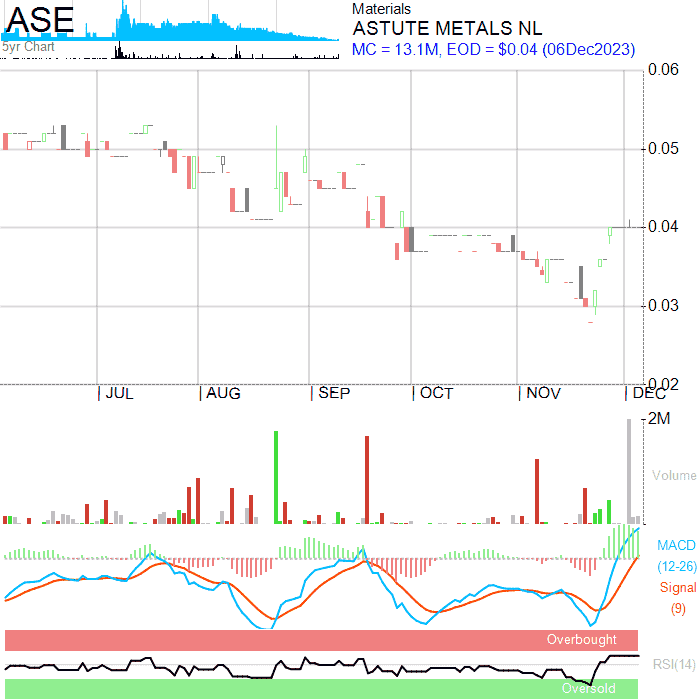 ASE
5yr Chart
Materials
ASTUTE METALS NL
MC = 13.1M, EOD = $0.04 (06Dec2023)
0.06
0.05
0.04
0.03
0.02
JUL
AUG
SEP
OCT
NOV
DEC
2M
Volume
MACD
(12-26)
Signal
(9)
Overbought
RSI(14)
Oversold